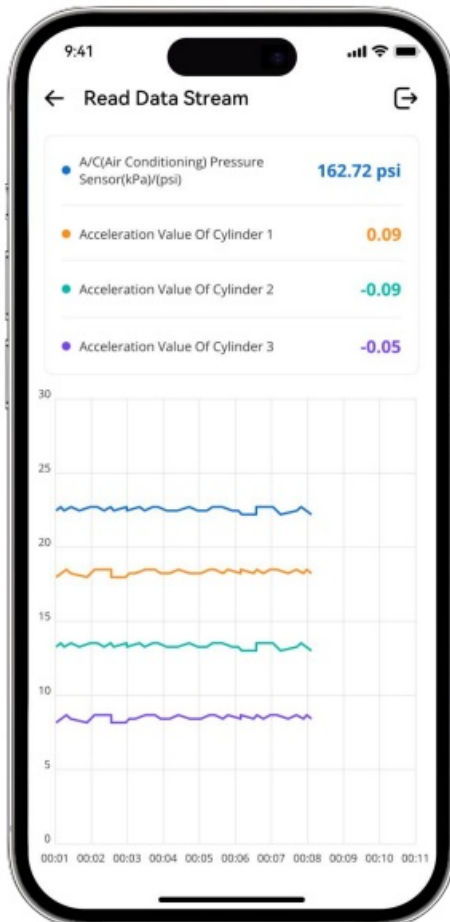 9:41
Read Data Stream
A/C(Air Conditioning) Pressure
Sensor(kPa)/(psi)
162.72 psi
Acceleration Value Of Cylinder 1
0.09
Acceleration Value Of Cylinder 2
-0.09
Acceleration Value Of Cylinder 3
-0.05
30
25
20
15
10
5
0
00:01 00:02 00:03 00:04 00:05 00:06 00:07 00:08 00:09 00:10 00:11